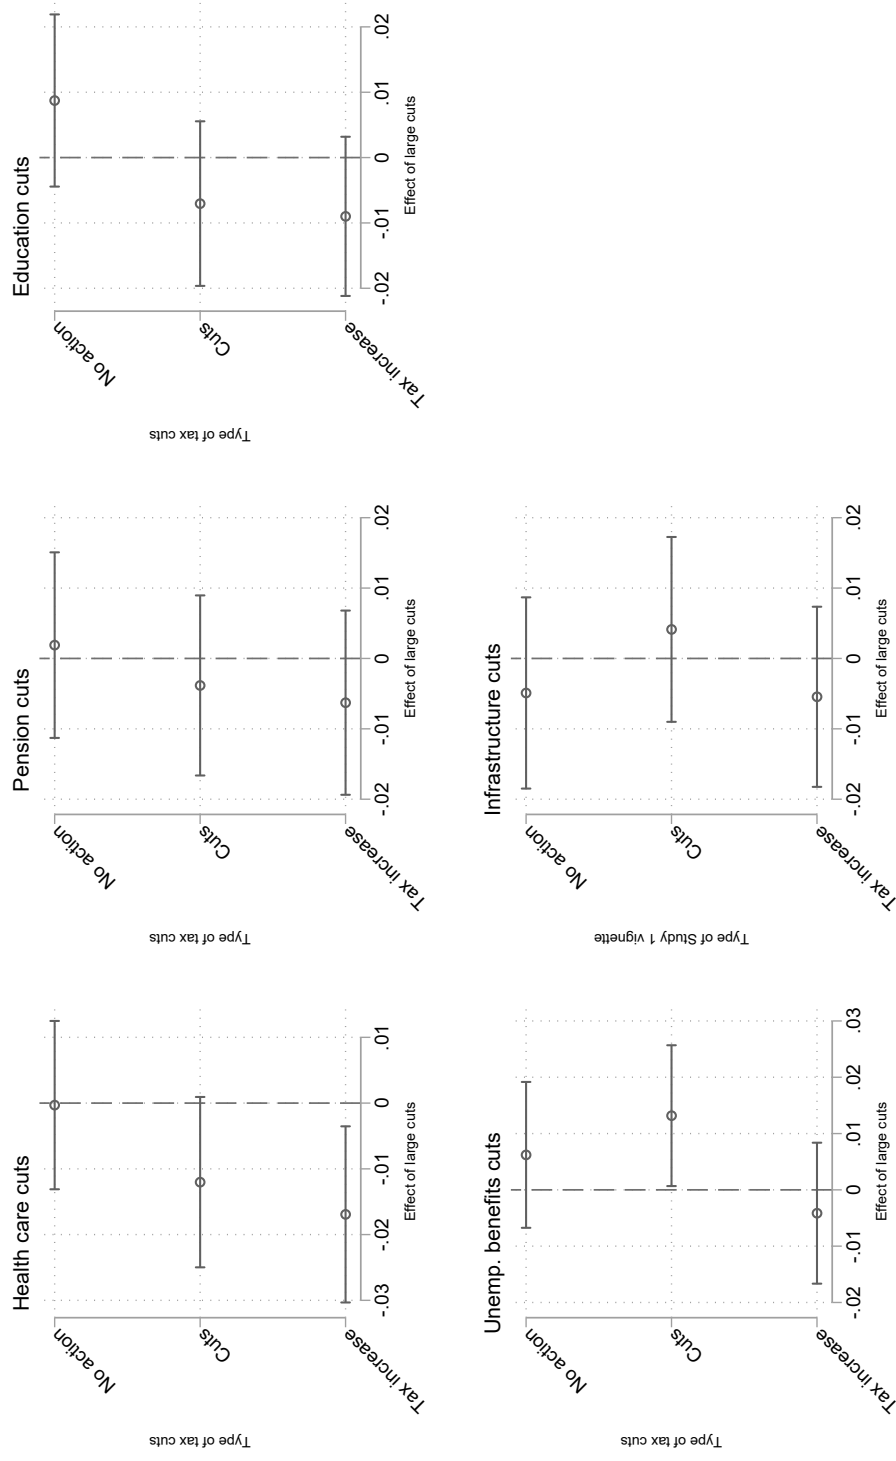 Health care cuts
Type of tax cuts
No action
Cuts
Tax increase
-.03 -.02 -.01 0 .01
Effect of large cuts
Pension cuts
Type of tax cuts
No action
Cuts
Tax increase
-.02 -.01 0 .01 .02
Effect of large cuts
Education cuts
Type of tax cuts
No action
Cuts
Tax increase
-.02 -.01 0 .01 .02
Effect of large cuts
Unemp. benefits cuts
Type of tax cuts
No action
Cuts
Tax increase
-.02 -.01 0 .01 .02 .03
Effect of large cuts
Infrastructure cuts
Type of Study 1 vignette
No action
Cuts
Tax increase
-.02 -.01 0 .01 .02
Effect of large cuts